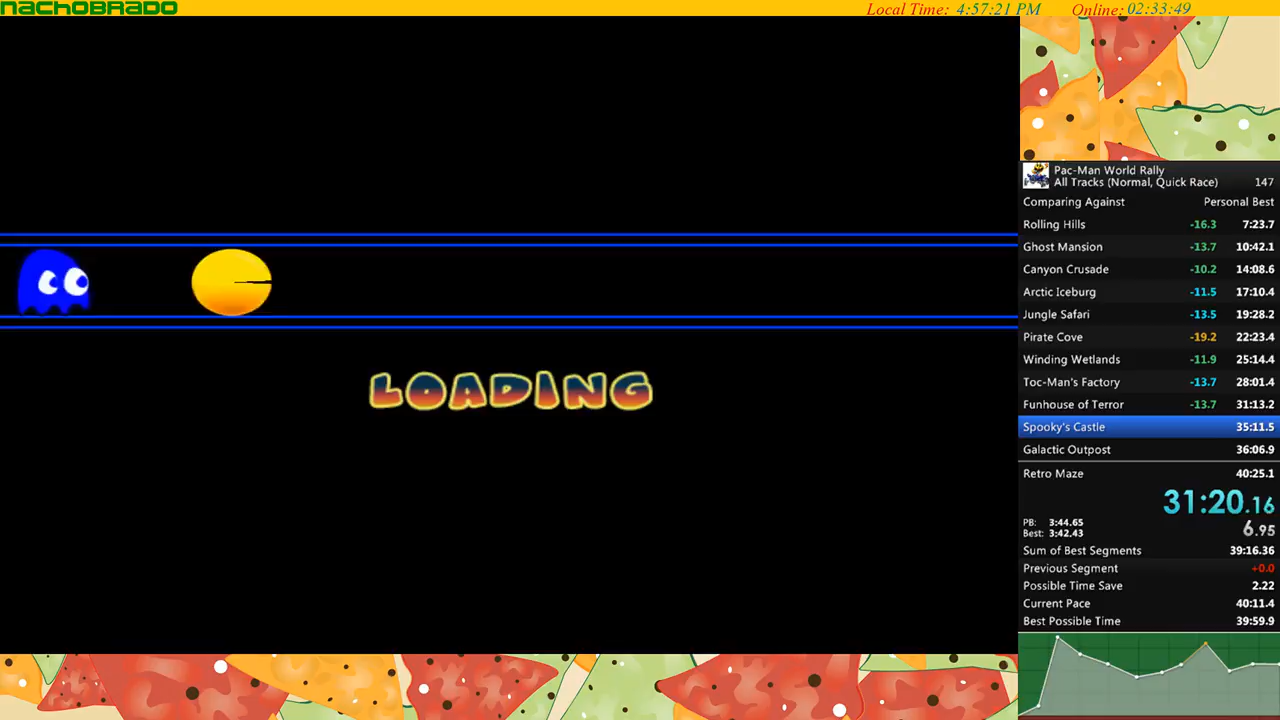 NACHOBRADO
Local Time: 4:57:21 PM
Online: 02:33:49
Pac-Man World Rally
All Tracks (Normal, Quick Race) 147
Comparing Against Personal Best
Rolling Hills -16.3 7:23.7
Ghost Mansion -13.7 10:42.1
Canyon Crusade -10.2 14:08.6
Arctic Iceburg -11.5 17:10.4
Jungle Safari -13.5 19:28.2
Pirate Cove -19.2 22:23.4
Winding Wetlands -11.9 25:14.4
Toc-Man's Factory -13.7 28:01.4
Funhouse of Terror -13.7 31:13.2
Spooky's Castle 35:11.5
Galactic Outpost 36:06.9
Retro Maze 40:25.1
31:20.16
PB: 3:44.65
Best: 3:42.43
6.95
Sum of Best Segments 39:16.36
Previous Segment +0.0
Possible Time Save 2.22
Current Pace 40:11.4
Best Possible Time 39:59.9
LOADING